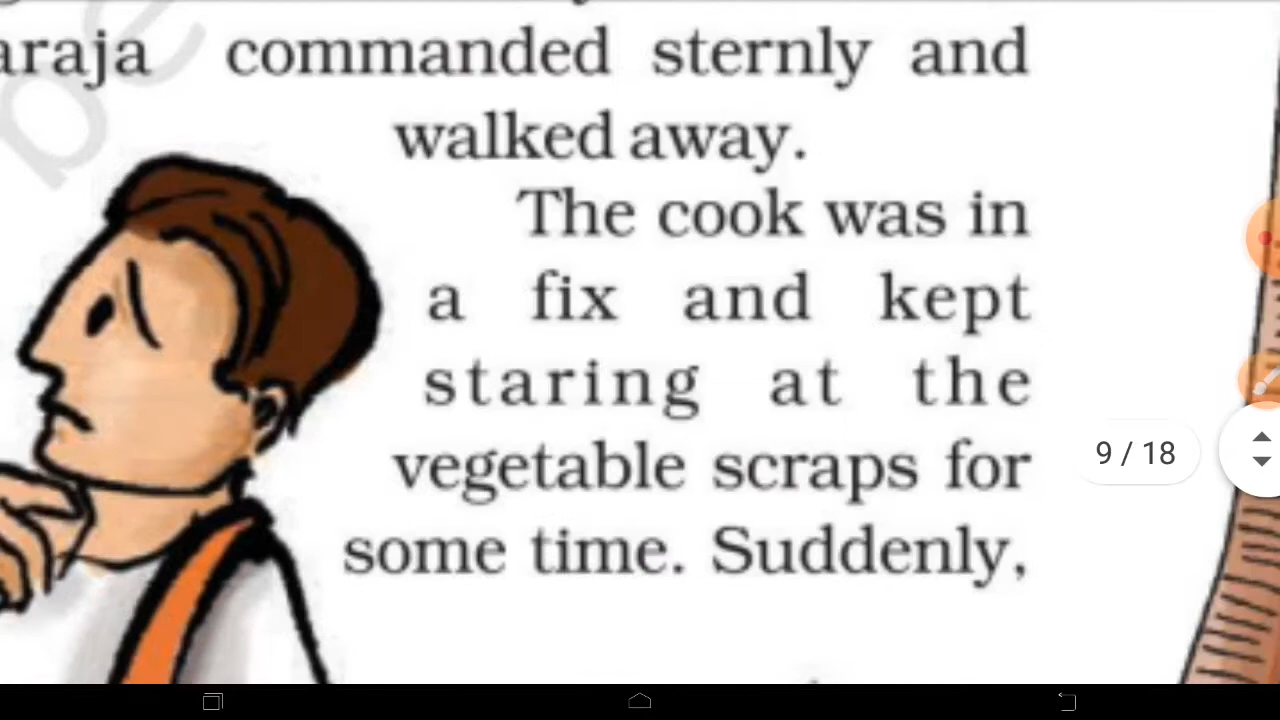 araja commanded sternly and
walked away.
The cook was in
a fix and kept
staring at the
vegetable scraps for
some time. Suddenly,
9 / 18
be